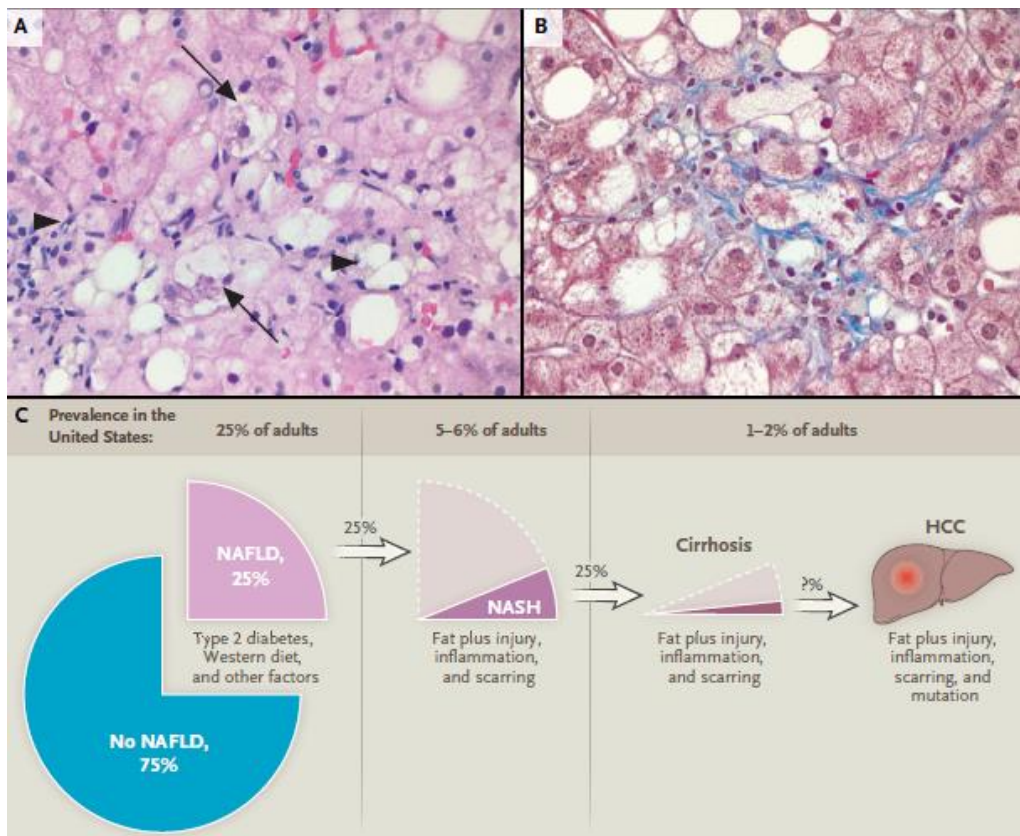 A
B
C
Prevalence in the
United States:
25% of adults
5–6% of adults
1–2% of adults
NAFLD,
25%
No NAFLD,
75%
Type 2 diabetes,
Western diet,
and other factors
25%
NASH
Fat plus injury,
inflammation,
and scarring
25%
Cirrhosis
Fat plus injury,
inflammation,
and scarring
?%
HCC
Fat plus injury,
inflammation,
scarring, and
mutation